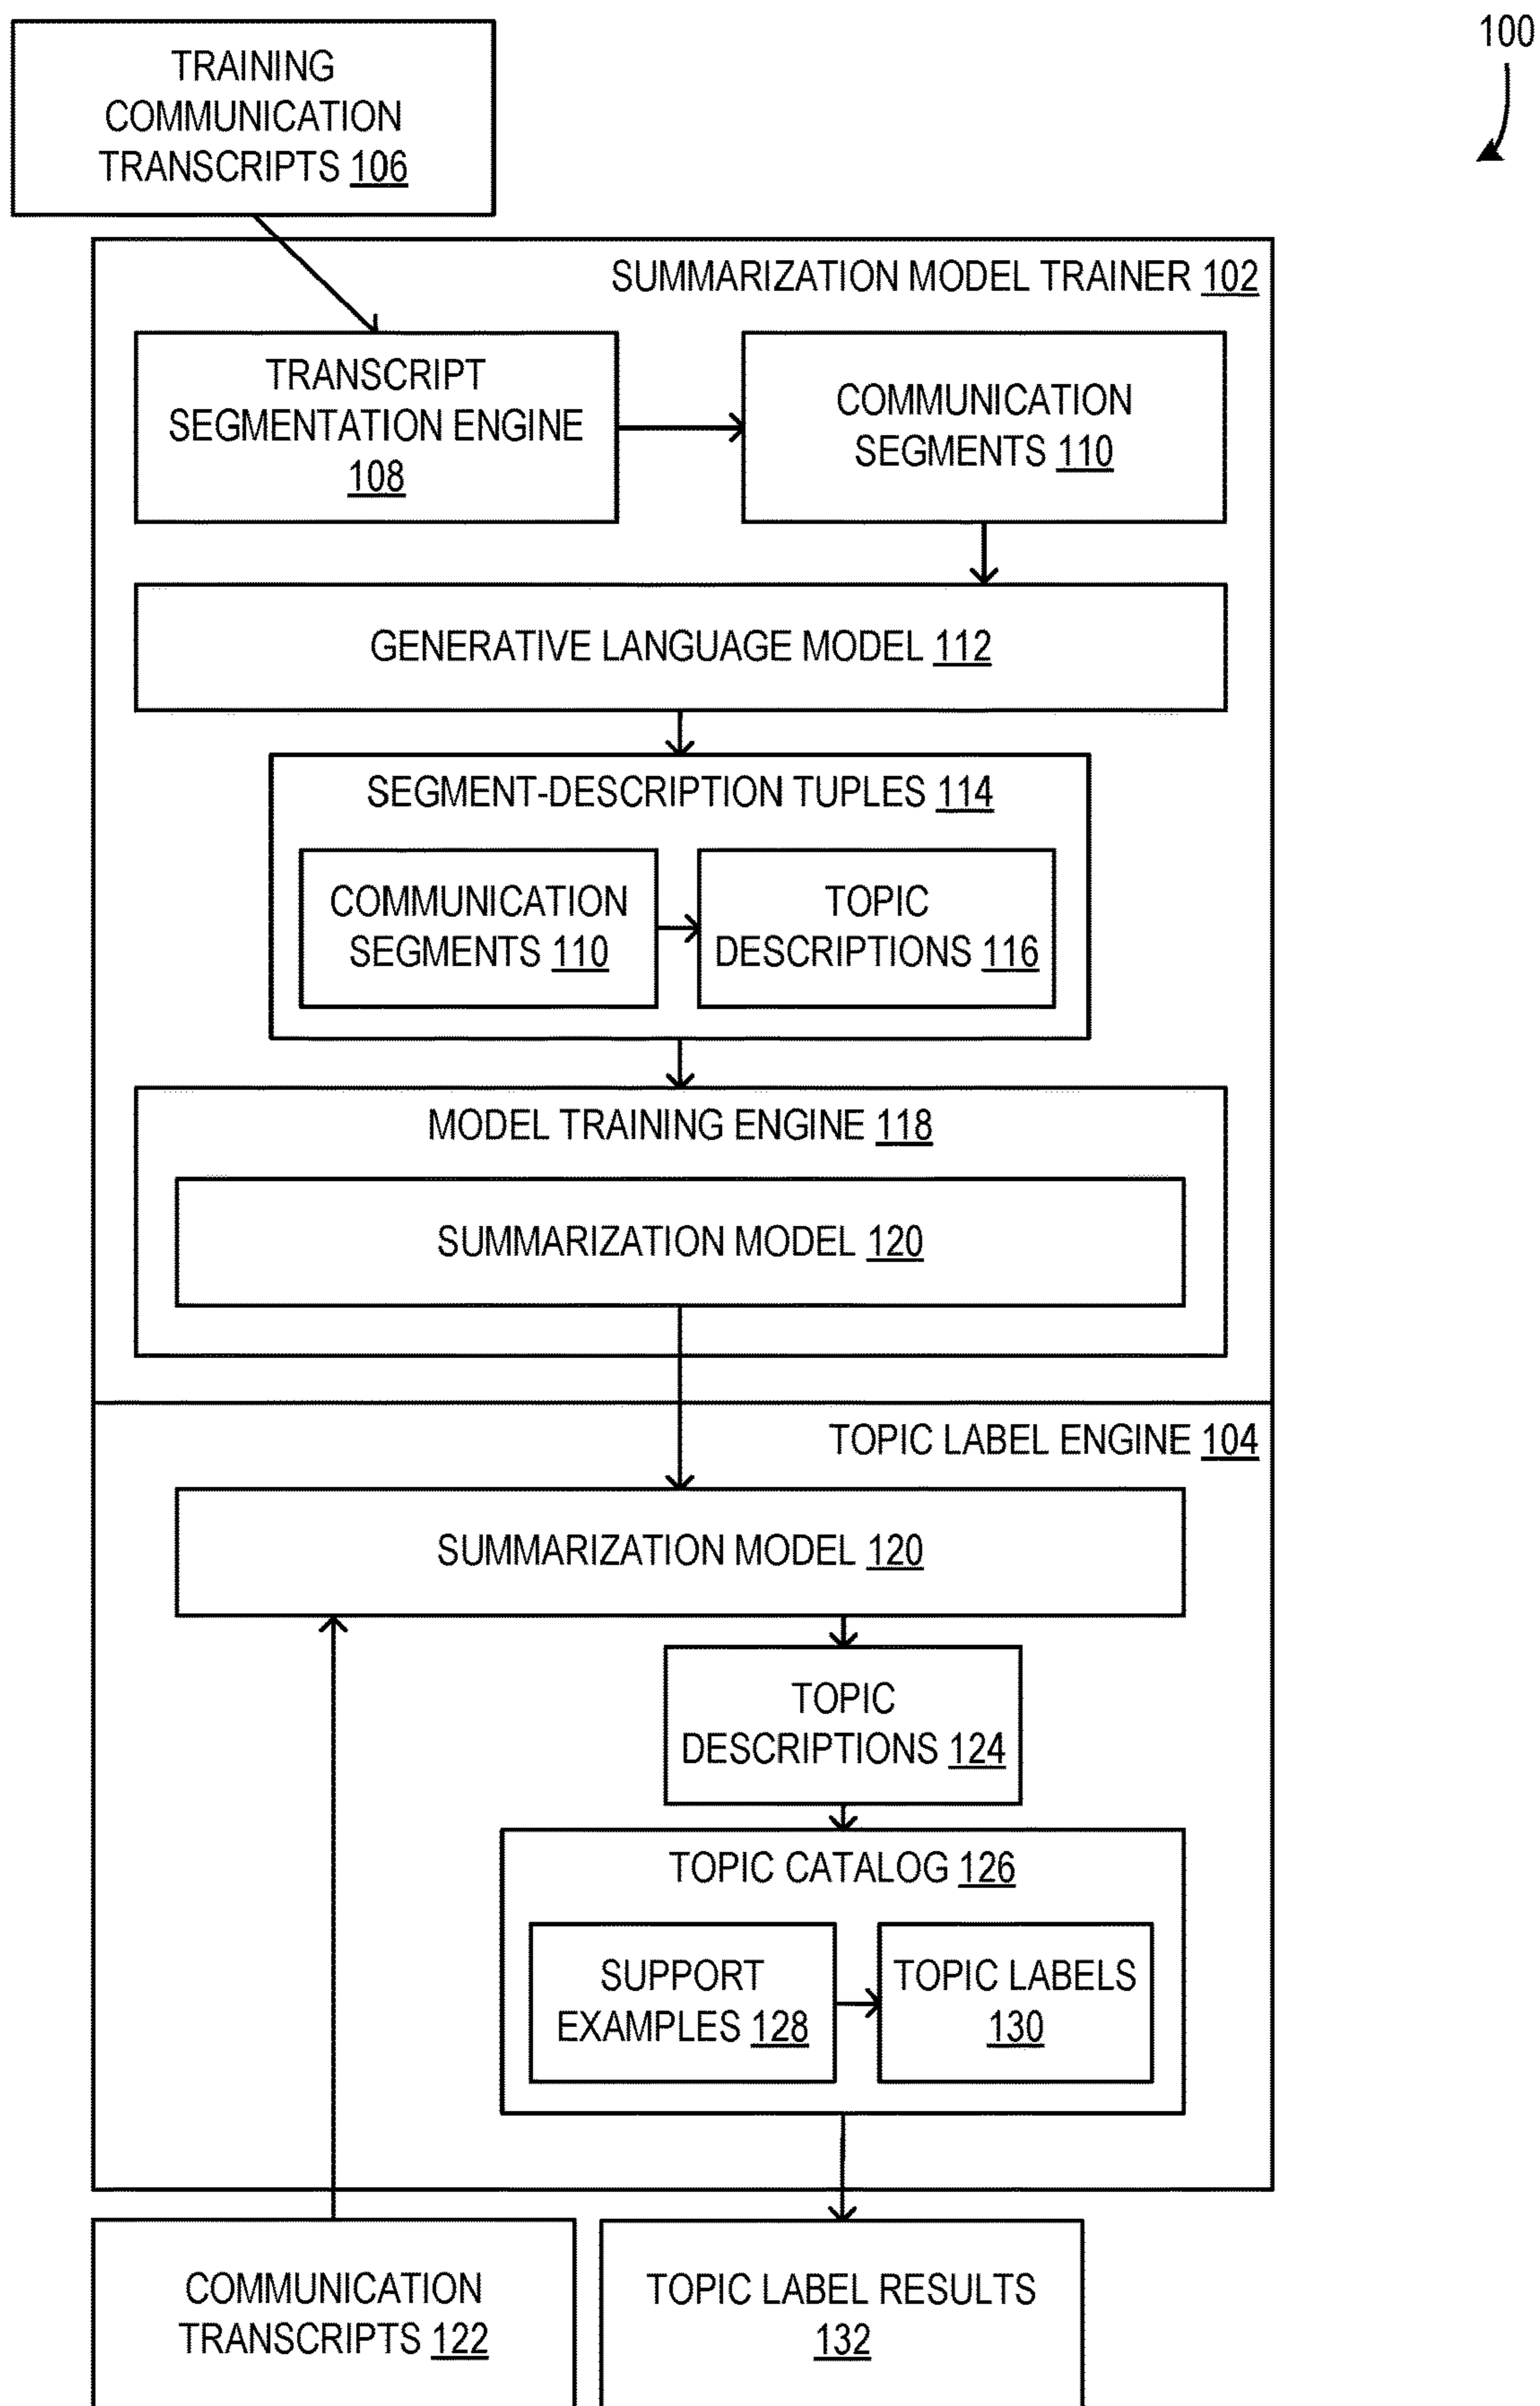 100
TRAINING
COMMUNICATION
TRANSCRIPTS 106
SUMMARIZATION MODEL TRAINER 102
TRANSCRIPT
SEGMENTATION ENGINE
108
COMMUNICATION
SEGMENTS 110
GENERATIVE LANGUAGE MODEL 112
SEGMENT-DESCRIPTION TUPLES 114
COMMUNICATION
SEGMENTS 110
TOPIC
DESCRIPTIONS 116
MODEL TRAINING ENGINE 118
SUMMARIZATION MODEL 120
TOPIC LABEL ENGINE 104
SUMMARIZATION MODEL 120
TOPIC
DESCRIPTIONS 124
TOPIC CATALOG 126
SUPPORT
EXAMPLES 128
TOPIC LABELS
130
COMMUNICATION
TRANSCRIPTS 122
TOPIC LABEL RESULTS
132